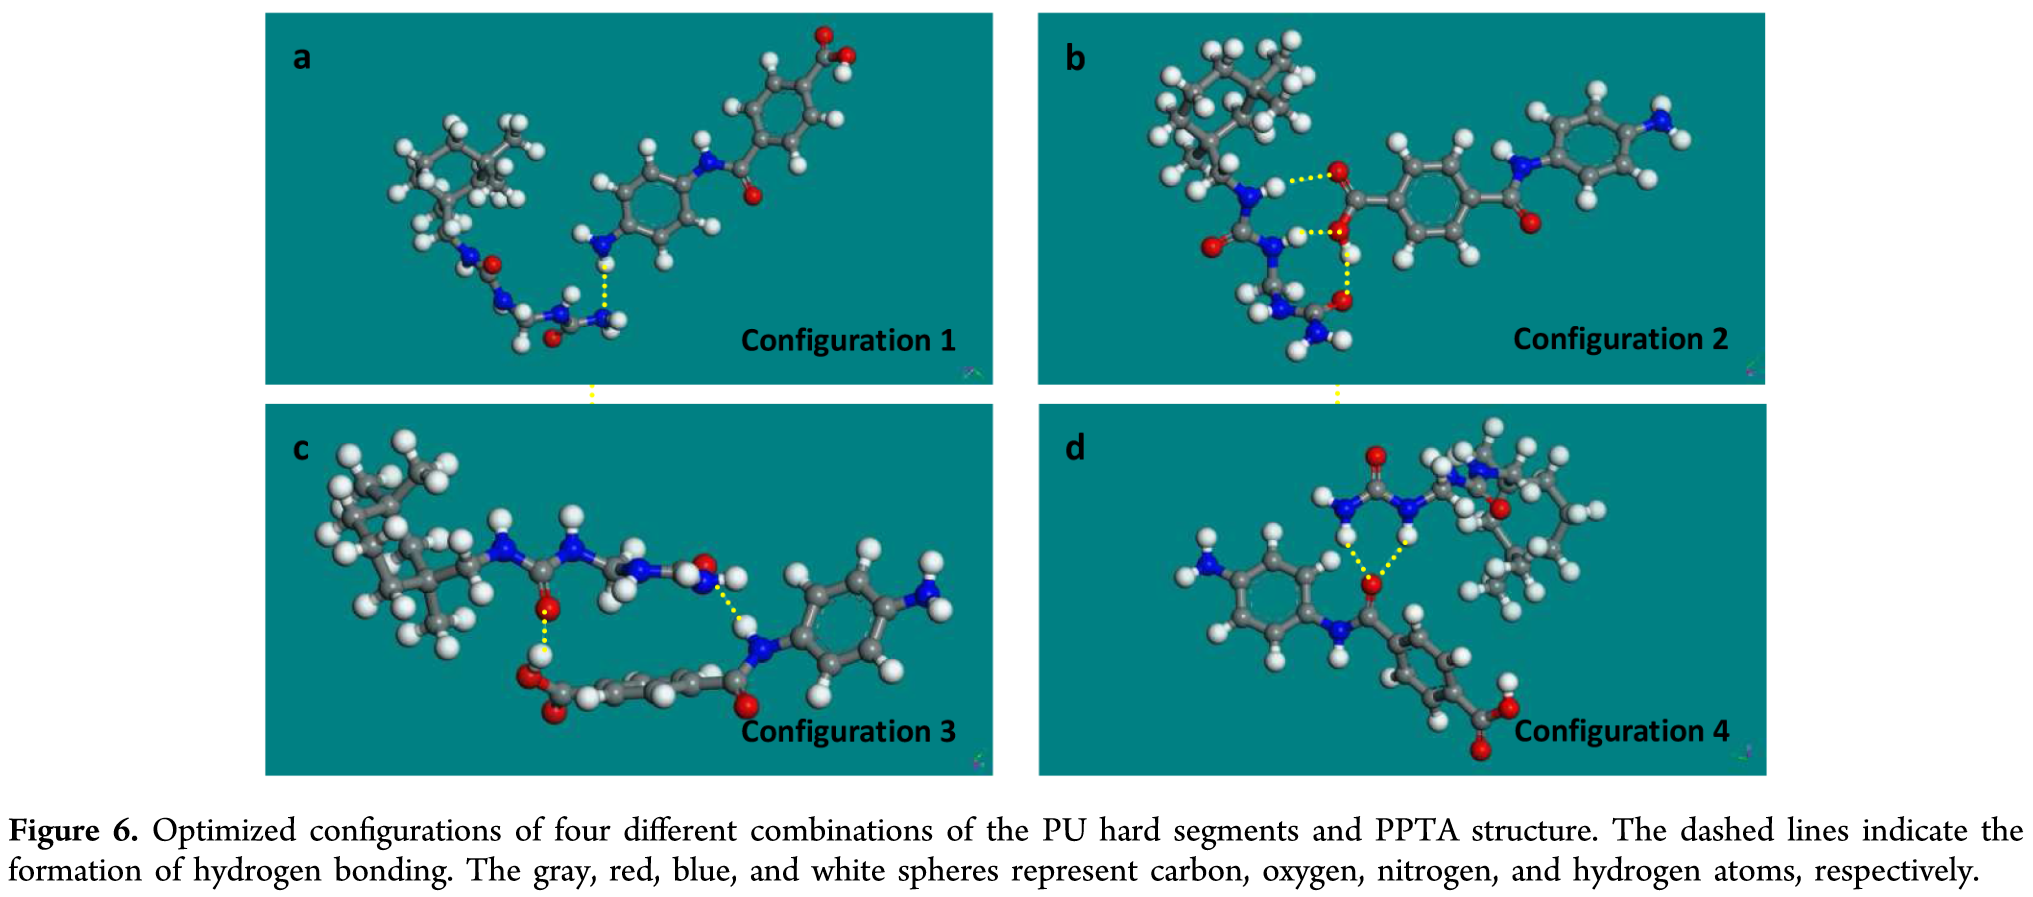 a
Configuration 1
b
Configuration 2
c
Configuration 3
d
Configuration 4
Figure 6. Optimized configurations of four different combinations of the PU hard segments and PPTA structure. The dashed lines indicate the
formation of hydrogen bonding. The gray, red, blue, and white spheres represent carbon, oxygen, nitrogen, and hydrogen atoms, respectively.